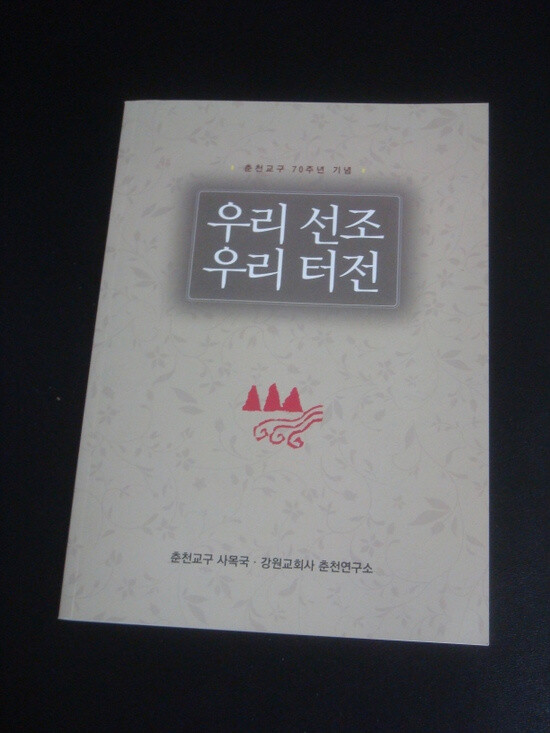 춘천교구 70주년 기념
우리 선조
우리 터전
춘천교구 사목국 · 강원교회사 춘천연구소